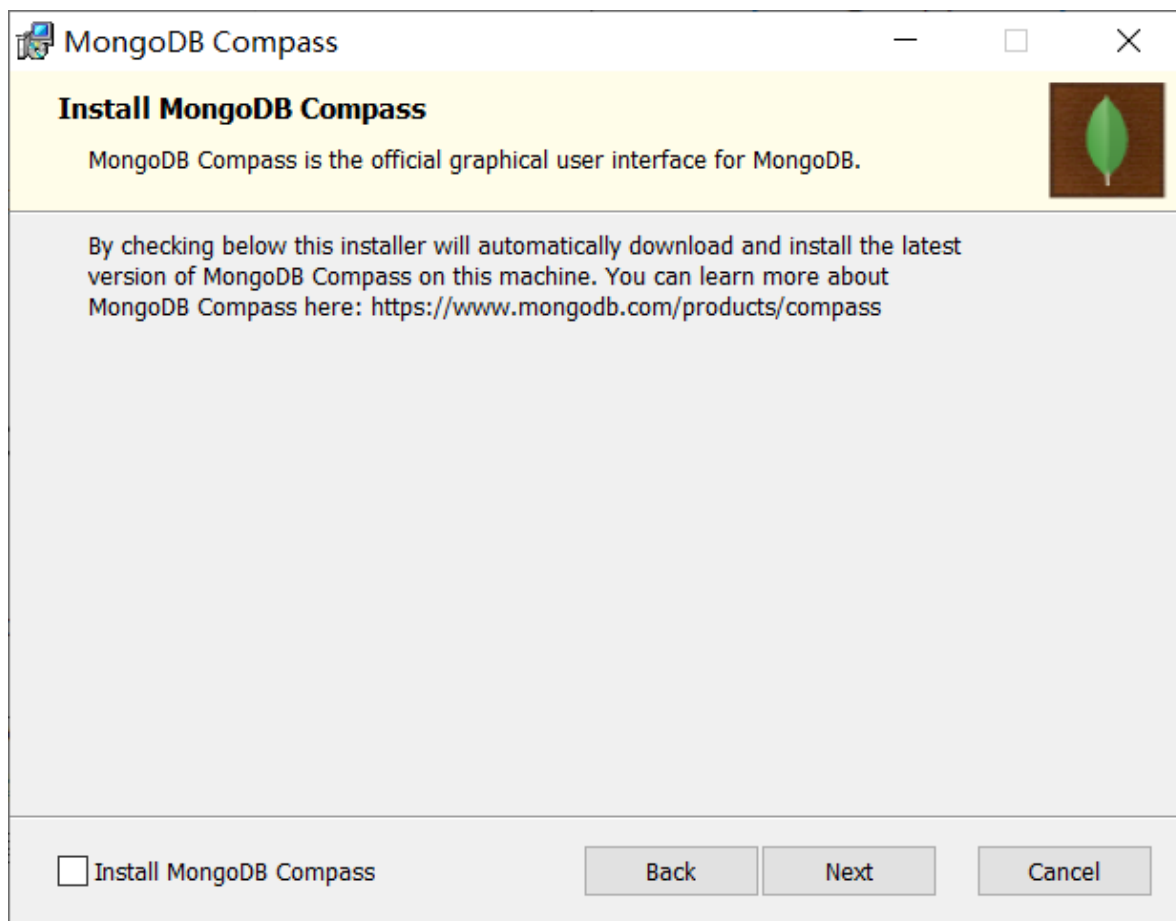 MongoDB Compass
Install MongoDB Compass
MongoDB Compass is the official graphical user interface for MongoDB.
By checking below this installer will automatically download and install the latest
version of MongoDB Compass on this machine. You can learn more about
MongoDB Compass here: https://www.mongodb.com/products/compass
Install MongoDB Compass
Back
Next
Cancel